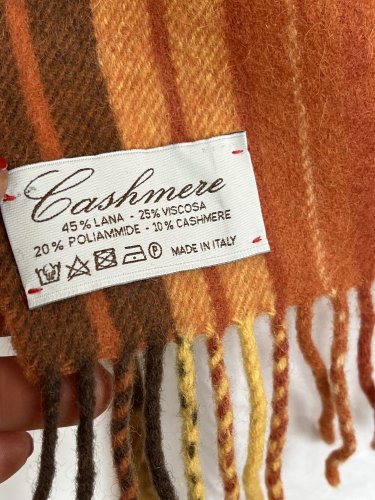 Cashmere
45% LANA - 25% VISCOSA
20% POLIAMMIDE - 10% CASHMERE
P MADE IN ITALY